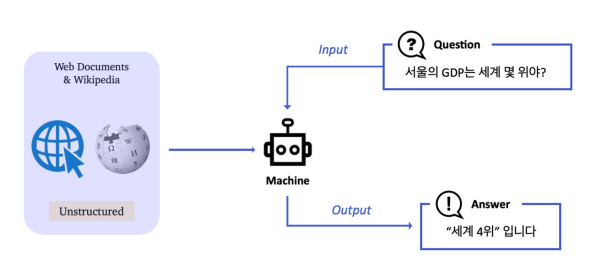 Web Documents
& Wikipedia
Unstructured
Input
Question
서울의 GDP는 세계 몇 위야?
Machine
Output
Answer
“세계 4위” 입니다